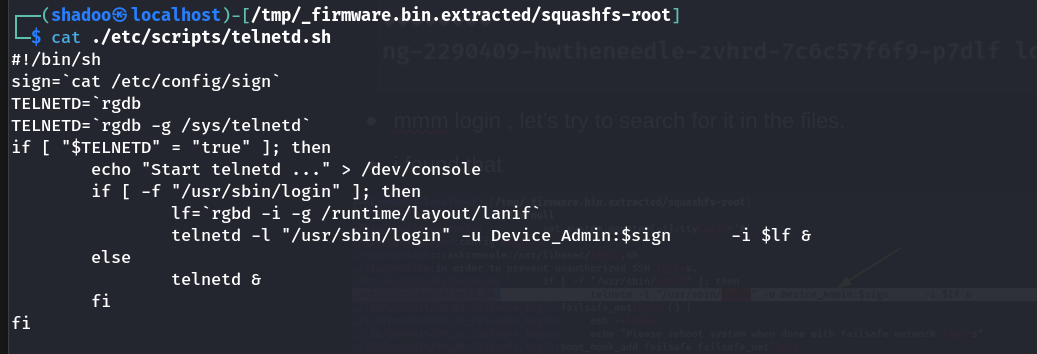 ┌──(shadoo㉿localhost)-[/tmp/_firmware.bin.extracted/squashfs-root]
└─$ cat ./etc/scripts/telnetd.sh
#!/bin/sh
sign=`cat /etc/config/sign`
TELNETD=`rgdb
TELNETD=`rgdb -g /sys/telnetd`
if [ "$TELNETD" = "true" ]; then
        echo "Start telnetd ..." > /dev/console
        if [ -f "/usr/sbin/login" ]; then
                lf=`rgbd -i -g /runtime/layout/lanif`
                telnetd -l "/usr/sbin/login" -u Device_Admin:$sign      -i $lf &
        else
                telnetd &
        fi
fi
ng-2290409-hwtheneedle-zvhrd-7c6c57f6f9-p7dlf
mmm login , let's try to search for it in the files.
that